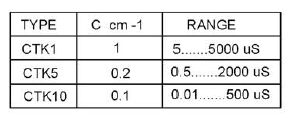 TYPE C cm -1 RANGE
CTK1 1 5.......5000 uS
CTK5 0.2 0.5.......2000 uS
CTK10 0.1 0.01.......500 uS